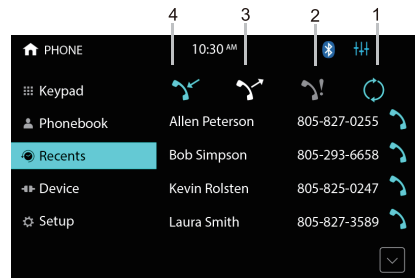 4 3 2 1
PHONE 10:30 AM
Keypad
Phonebook Allen Peterson 805-827-0255
Recents Bob Simpson 805-293-6658
Device Kevin Rolsten 805-825-0247
Setup Laura Smith 805-827-3589